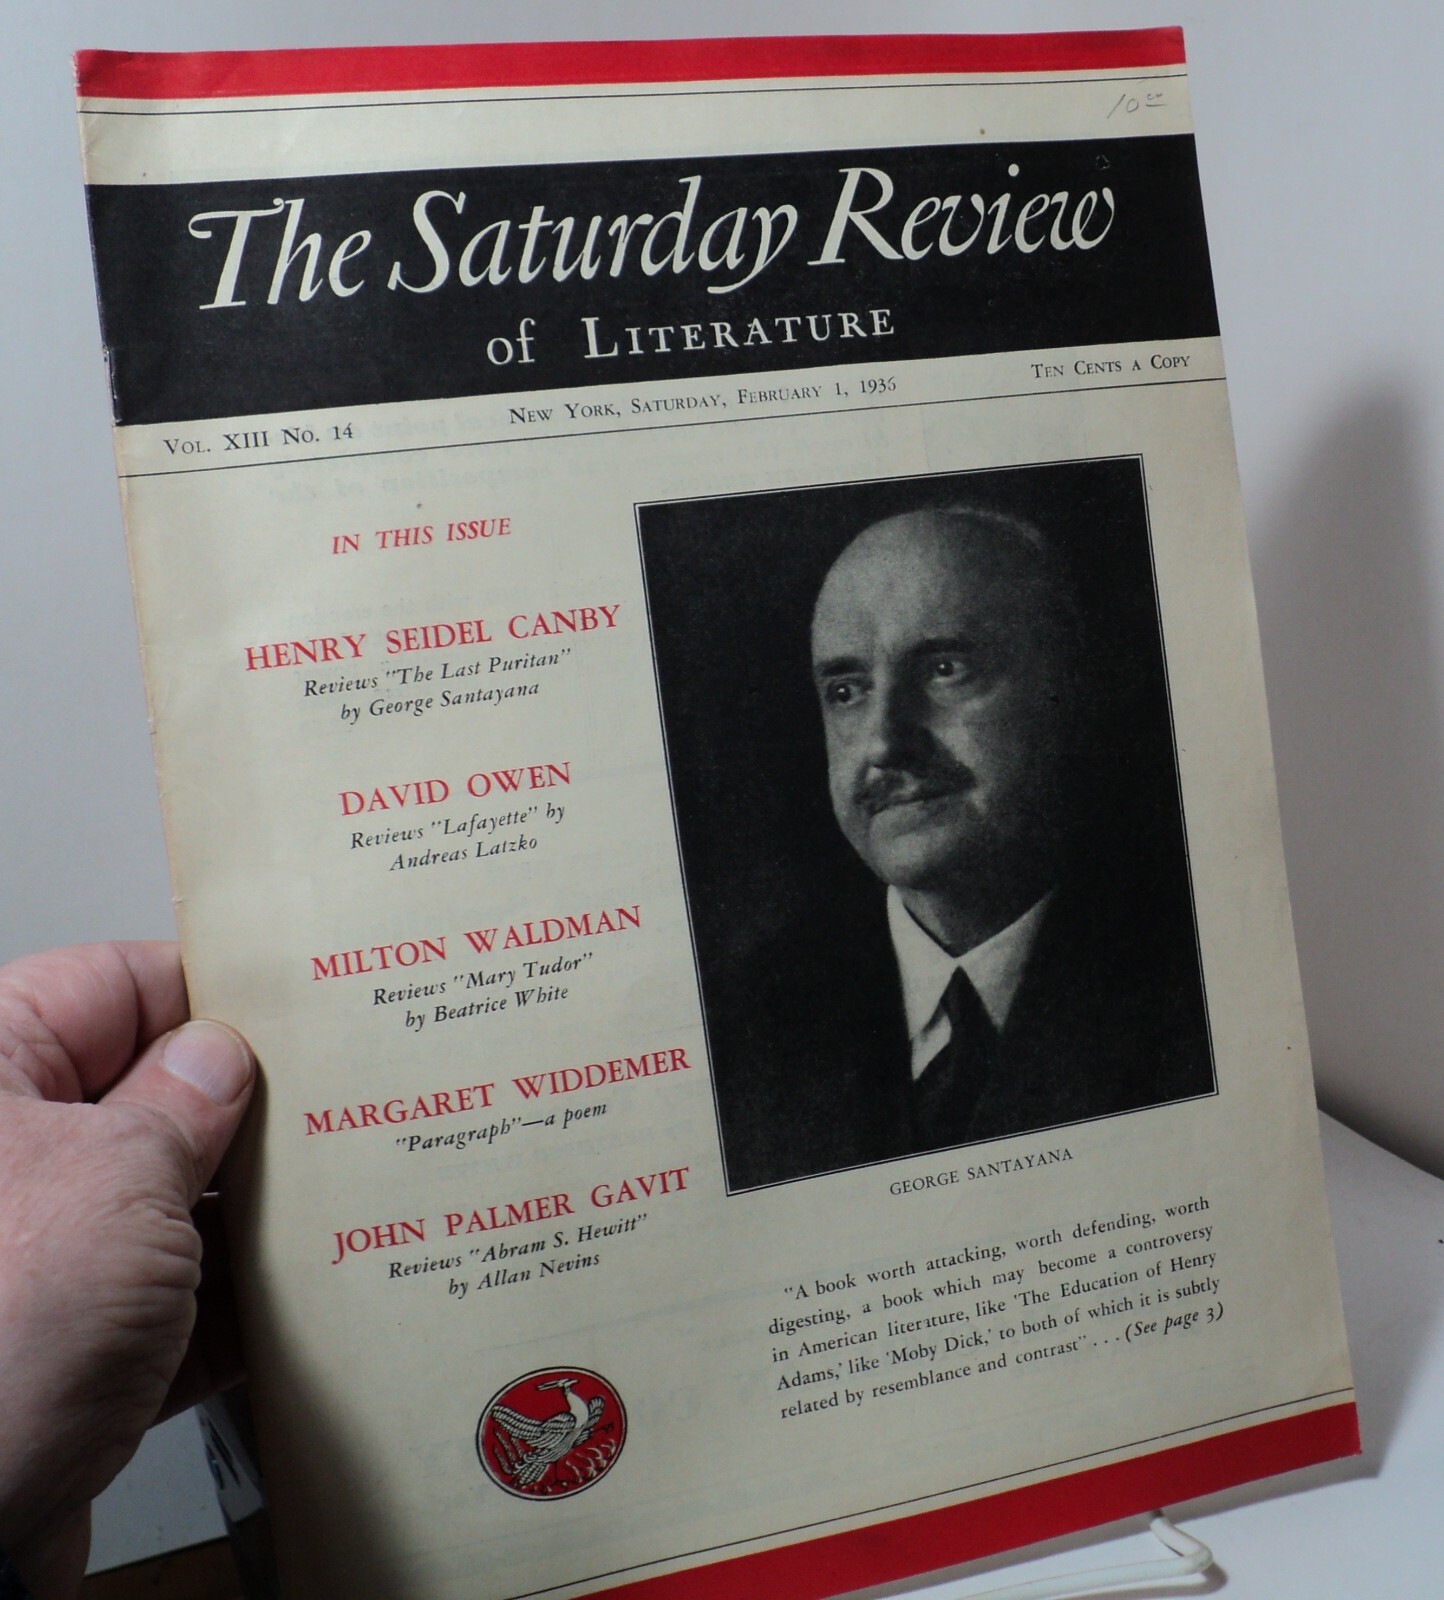 10⁰⁰
The Saturday Review
of LITERATURE
VOL. XIII No. 14
NEW YORK, SATURDAY, FEBRUARY 1, 1936
TEN CENTS A COPY
IN THIS ISSUE
HENRY SEIDEL CANBY
Reviews "The Last Puritan"
by George Santayana
DAVID OWEN
Reviews "Lafayette" by
Andreas Latzko
MILTON WALDMAN
Reviews "Mary Tudor"
by Beatrice White
MARGARET WIDDEMER
"Paragraph"—a poem
JOHN PALMER GAVIT
Reviews "Abram S. Hewitt"
by Allan Nevins
GEORGE SANTAYANA
"A book worth attacking, worth defending, worth
digesting, a book which may become a controversy
in American literature, like 'The Education of Henry
Adams,' like 'Moby Dick,' to both of which it is subtly
related by resemblance and contrast" . . . (See page 3)